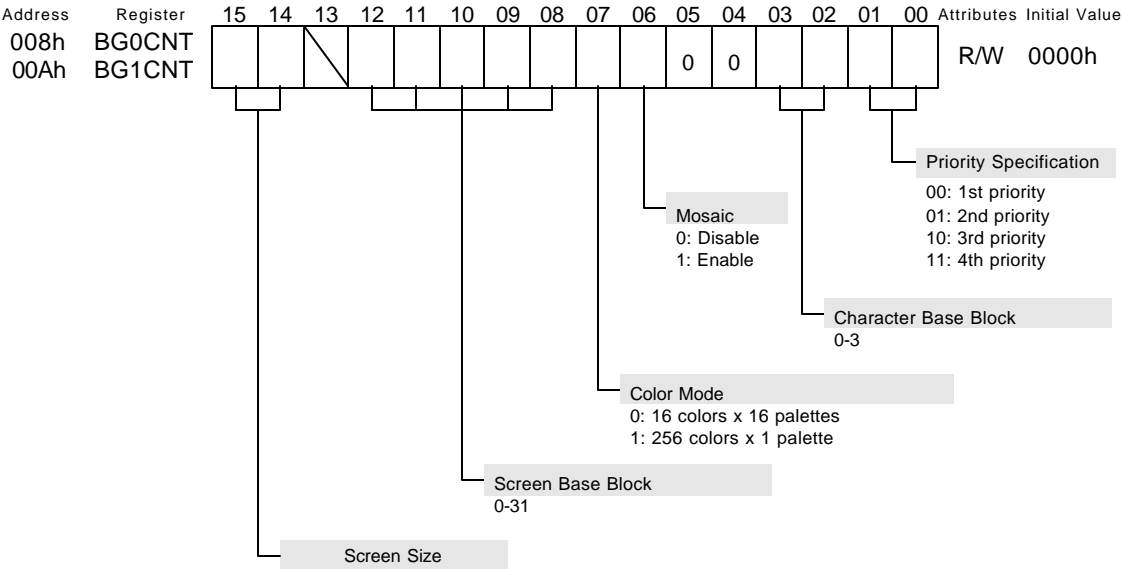 Address Register 15 14 13 12 11 10 09 08 07 06 05 04 03 02 01 00 Attributes Initial Value
008h BG0CNT
00Ah BG1CNT
0 0
R/W 0000h
Priority Specification
00: 1st priority
01: 2nd priority
10: 3rd priority
11: 4th priority
Mosaic
0: Disable
1: Enable
Character Base Block
0-3
Color Mode
0: 16 colors x 16 palettes
1: 256 colors x 1 palette
Screen Base Block
0-31
Screen Size